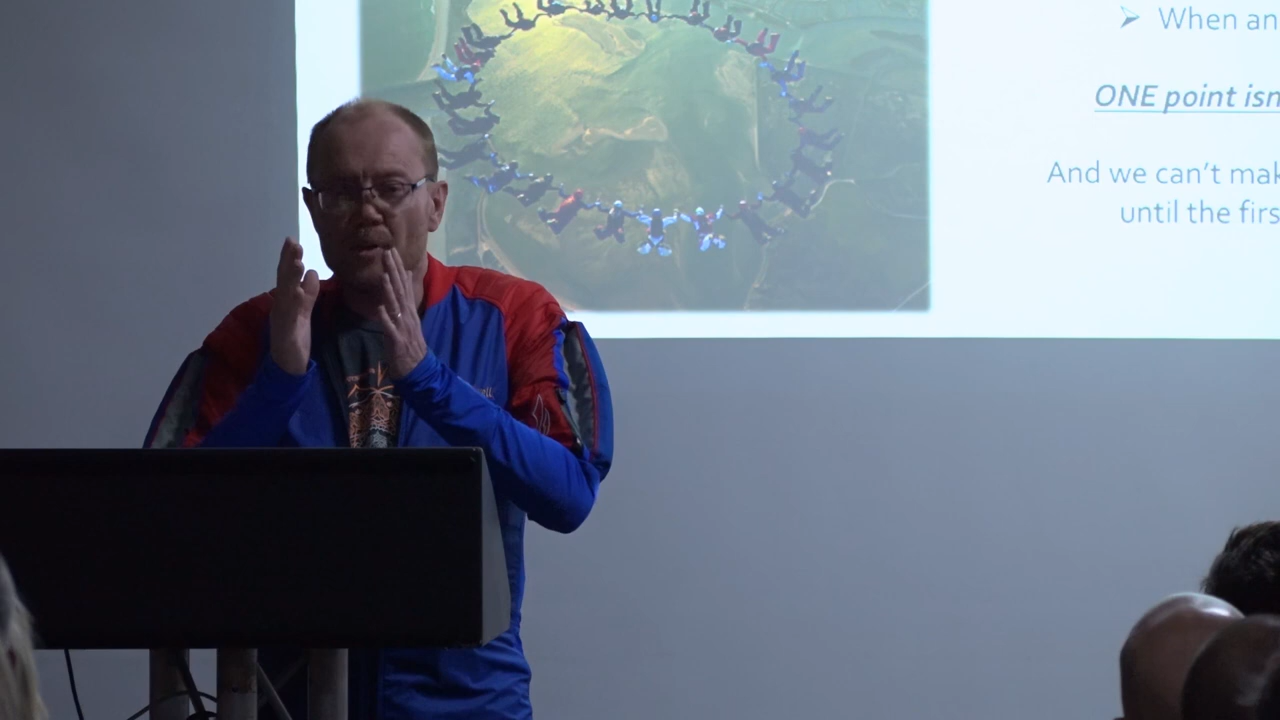 When an
ONE point isn
And we can't mak
until the firs